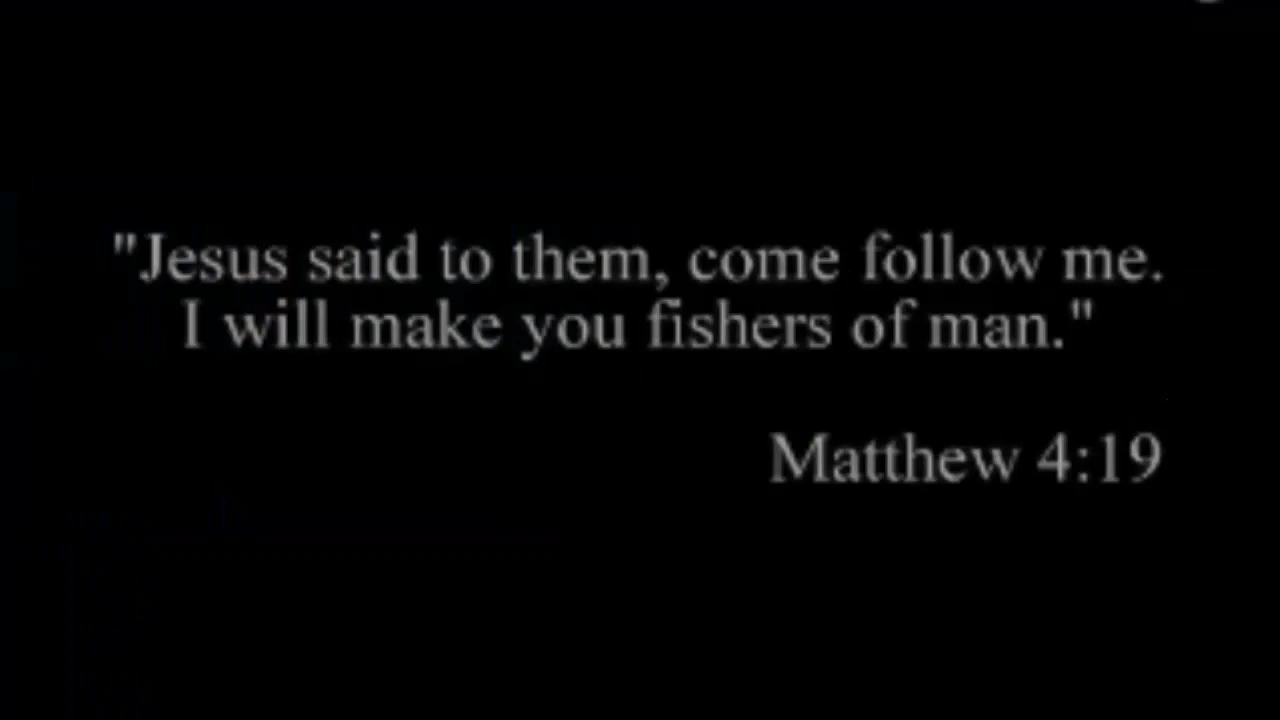 "Jesus said to them, come follow me.
I will make you fishers of man."
Matthew 4:19